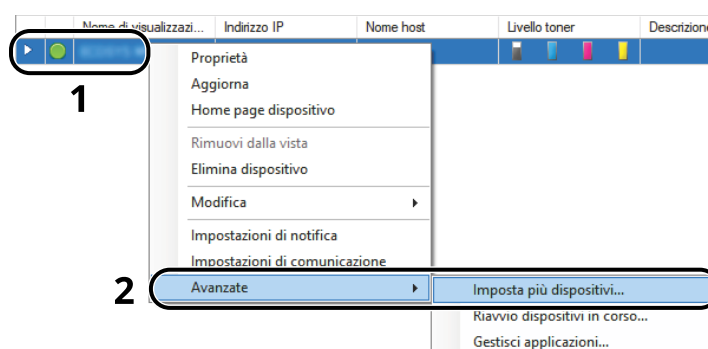 Nome di visualizzazi... Indirizzo IP Nome host Livello toner Descrizione
1
Proprietà
Aggiorna
Home page dispositivo
Rimuovi dalla vista
Elimina dispositivo
Modifica
Impostazioni di notifica
Impostazioni di comunicazione
2 Avanzate Imposta più dispositivi...
Riavvio dispositivi in corso...
Gestisci applicazioni...